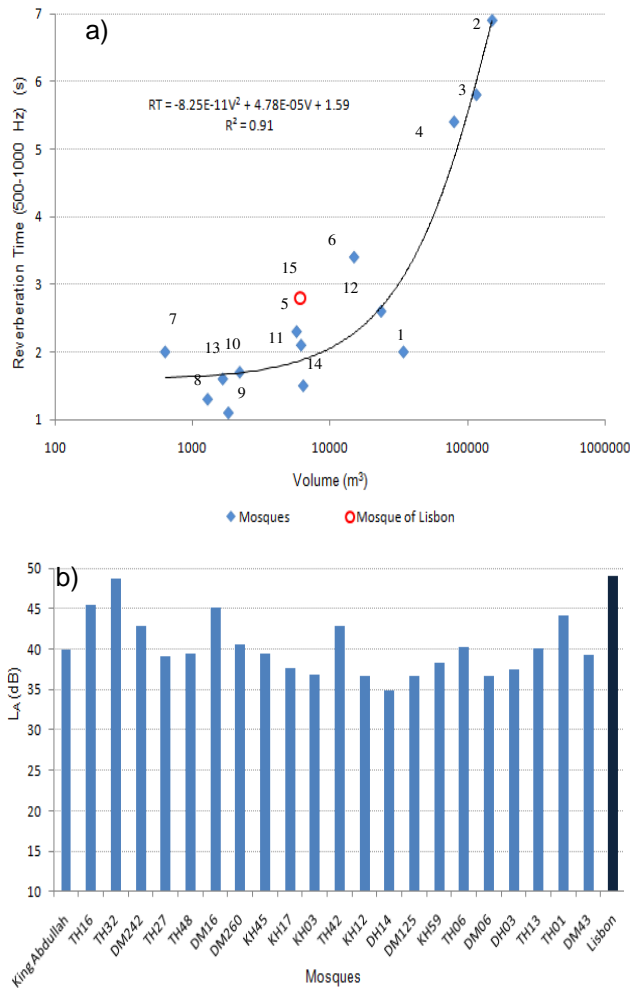 a)
7
6
5
4
3
2
1
Reverberation Time (500-1000 Hz) (s)
RT = -8.25E-11V² + 4.78E-05V + 1.59
R² = 0.91
2
3
4
6
15
5
12
7
13
10
11
1
14
8
9
100
1000
10000
100000
1000000
Volume (m³)
Mosques
Mosque of Lisbon
b)
50
45
40
35
30
25
20
15
10
LA (dB)
King Abdullah
TH16
TH32
DM242
TH27
TH48
DM16
DM260
KH45
KH17
KH03
TH42
KH12
DH14
DM125
KH59
TH06
DM06
DH03
TH13
TH01
DM43
Lisbon
Mosques